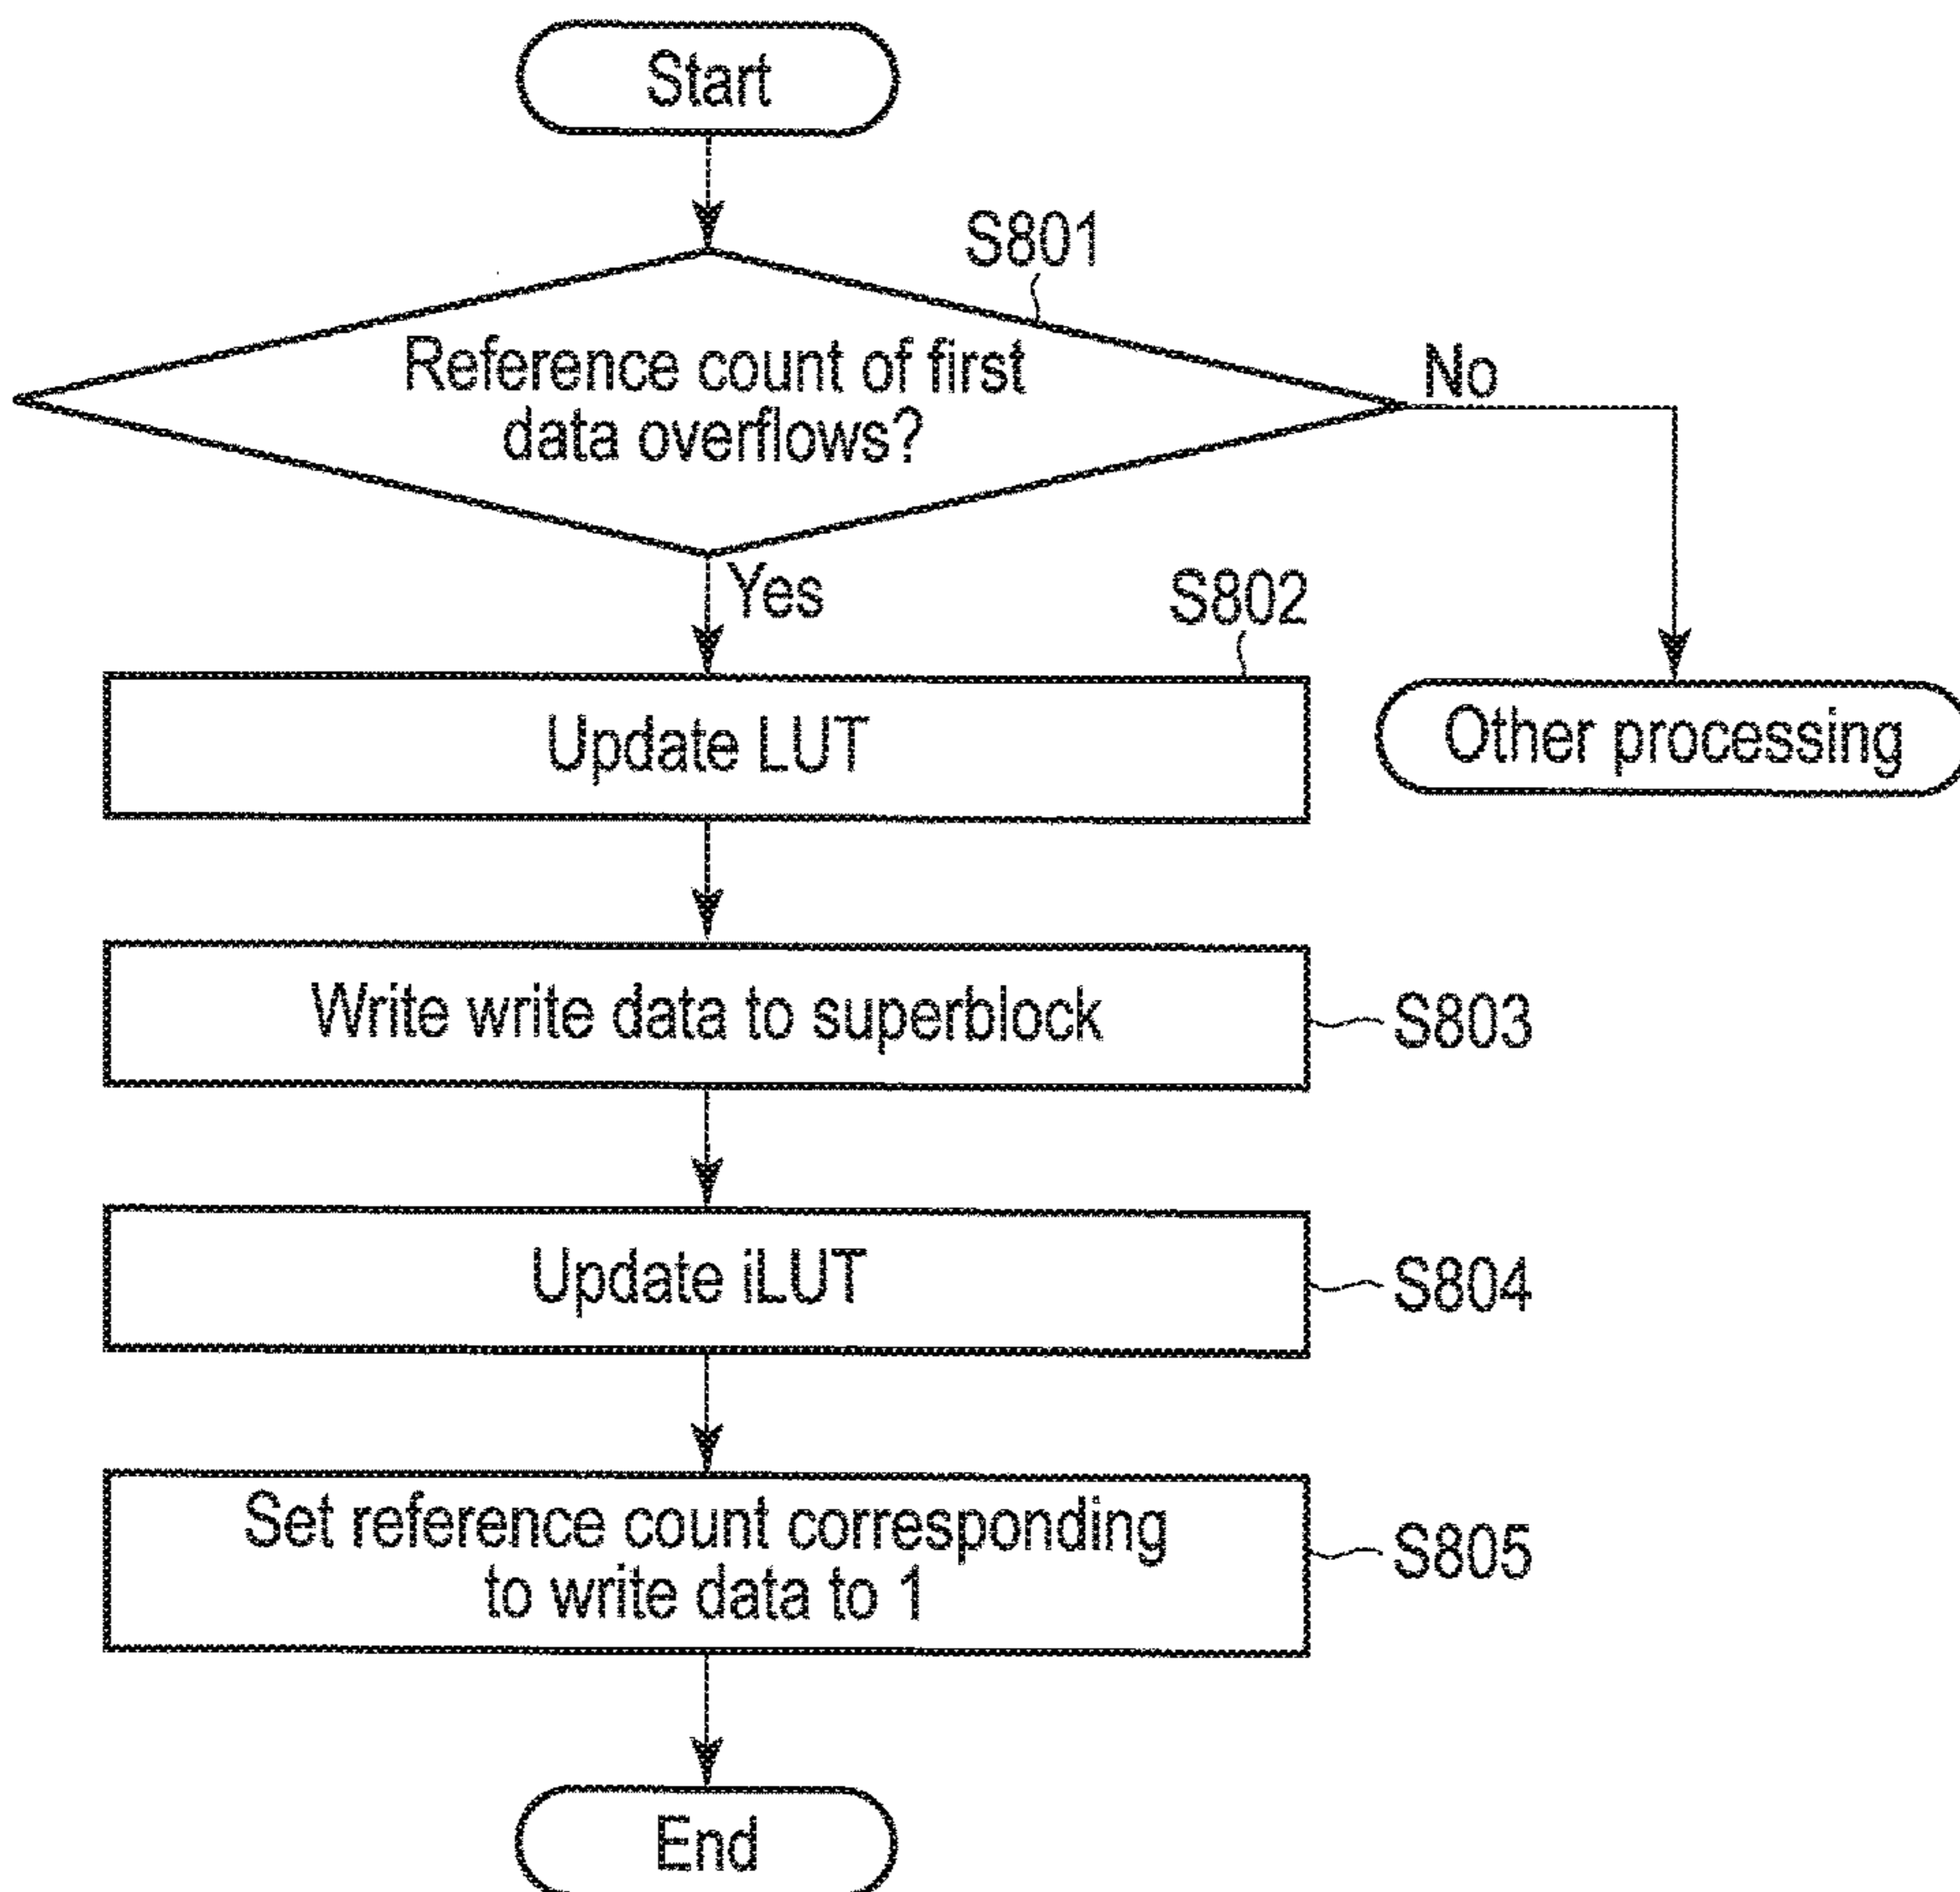 Start
S801
Reference count of first
data overflows?
No
Yes
S802
Update LUT
Other processing
Write write data to superblock
S803
Update iLUT
S804
Set reference count corresponding
to write data to 1
S805
End